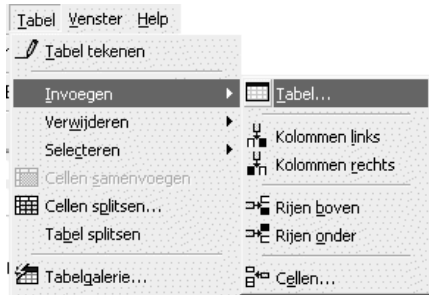 Tabel Venster Help
Tabel tekenen
Invoegen
Verwijderen
Selecteren
Cellen samenvoegen
Cellen splitsen...
Tabel splitsen
Tabelgalerie...
Tabel...
Kolommen links
Kolommen rechts
Rijen boven
Rijen onder
Cellen...